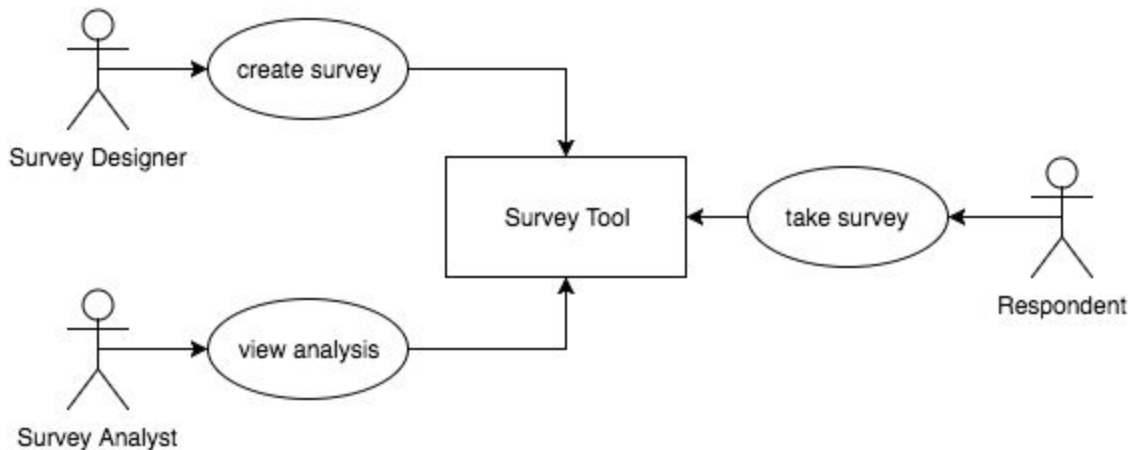 create survey
Survey Designer
Survey Tool
take survey
Respondent
view analysis
Survey Analyst